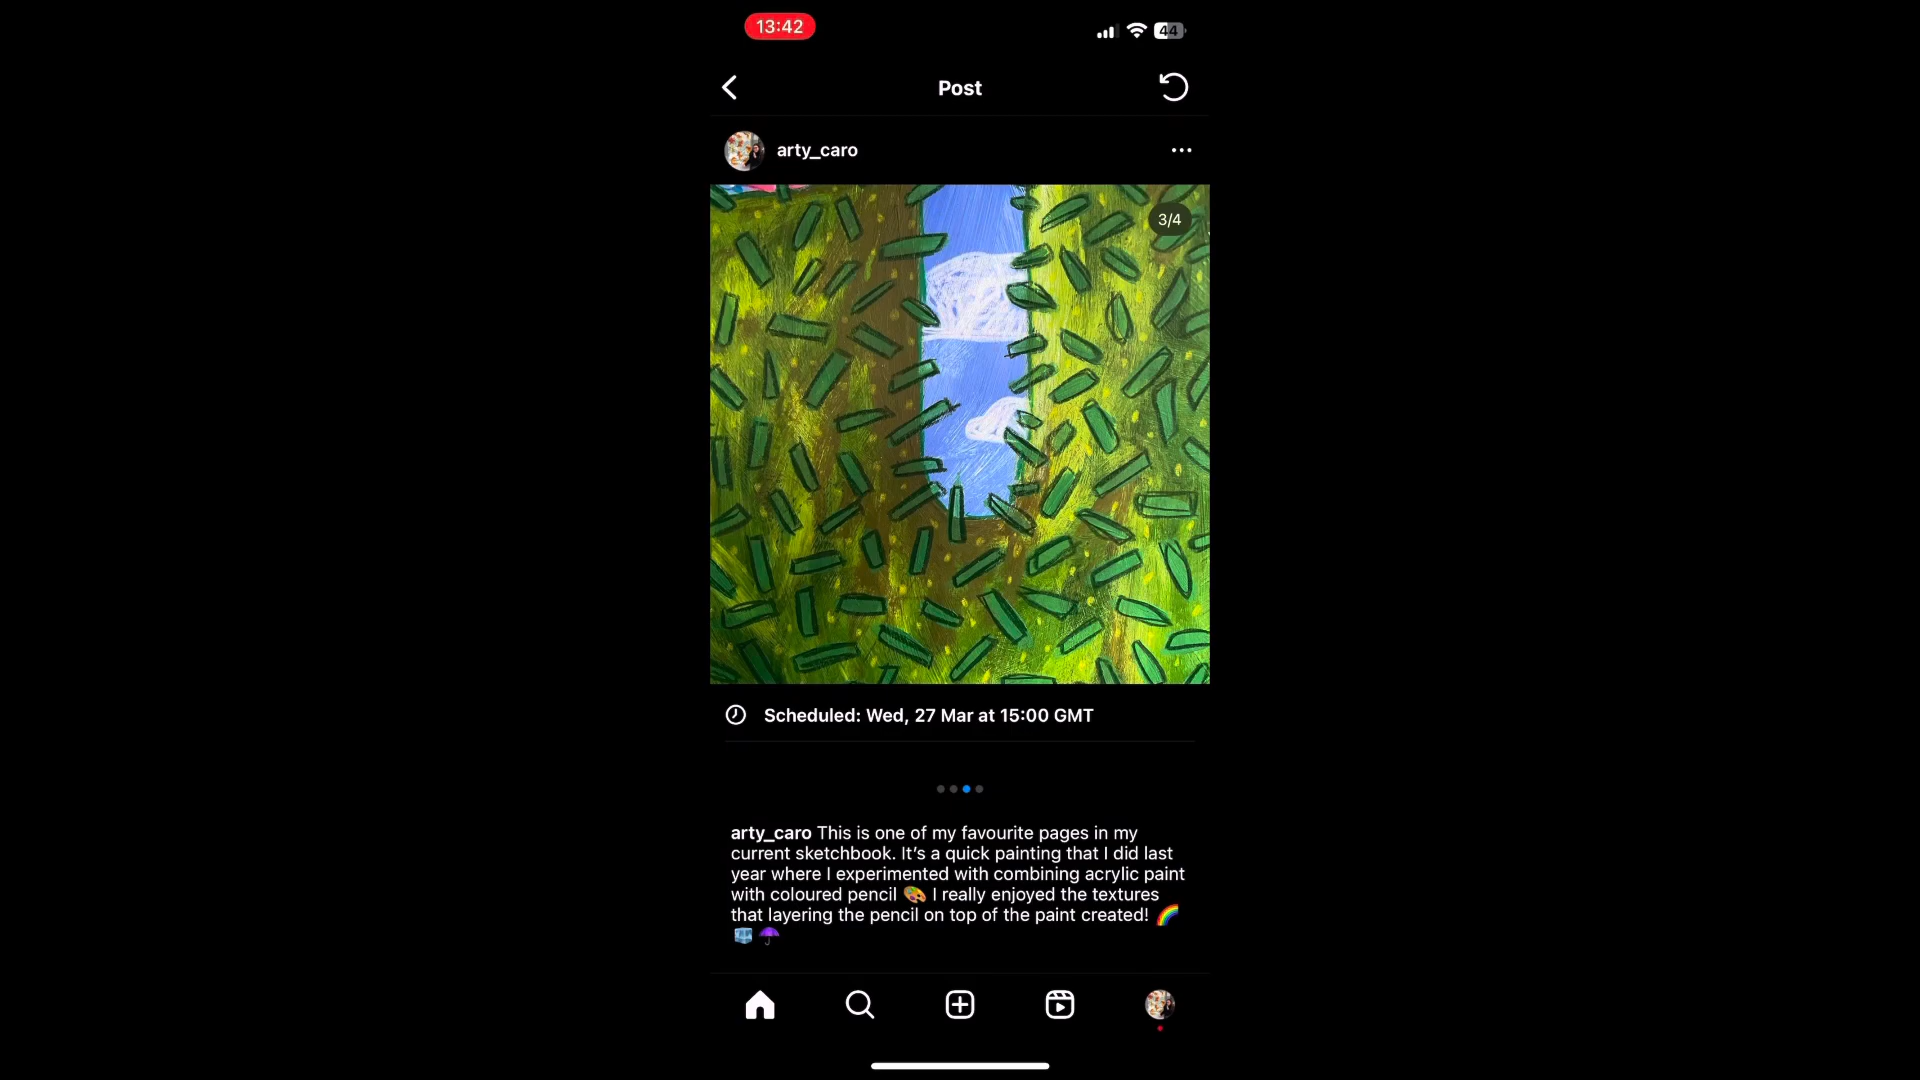 13:42
44
Post
arty_caro
3/4
Scheduled: Wed, 27 Mar at 15:00 GMT
arty_caro This is one of my favourite pages in my
current sketchbook. It’s a quick painting that I did last
year where I experimented with combining acrylic paint
with coloured pencil 🎨 I really enjoyed the textures
that layering the pencil on top of the paint created! 🌈
🧊 ☂️